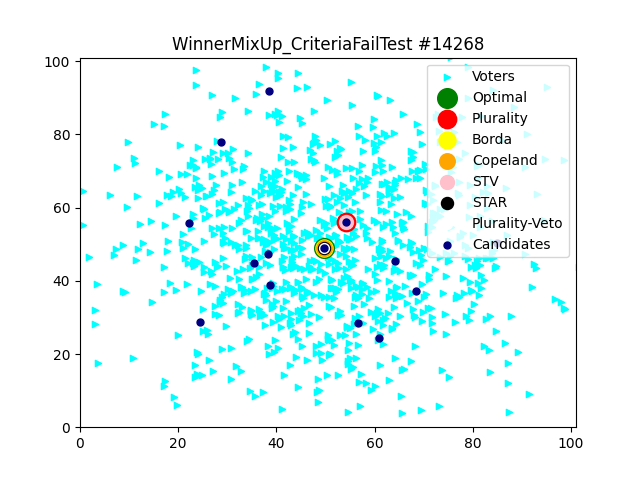 WinnerMixUp_CriteriaFailTest #14268
100
80
60
40
20
0
0
20
40
60
80
100
Voters
Optimal
Plurality
Borda
Copeland
STV
STAR
Plurality-Veto
Candidates